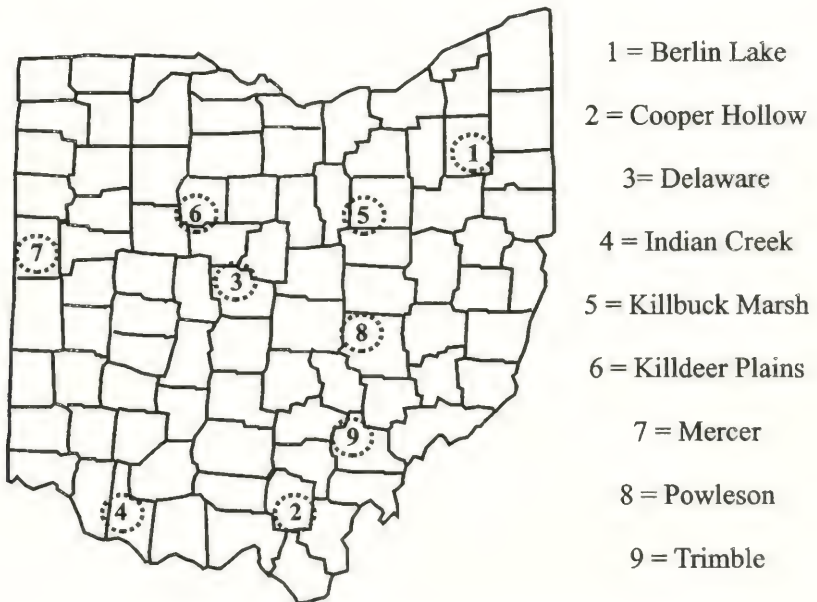 1 = Berlin Lake
2 = Cooper Hollow
3= Delaware
4 = Indian Creek
5 = Killbuck Marsh
6 = Killdeer Plains
7 = Mercer
8 = Powleson
9 = Trimble
1
6
5
7
3
8
9
4
2